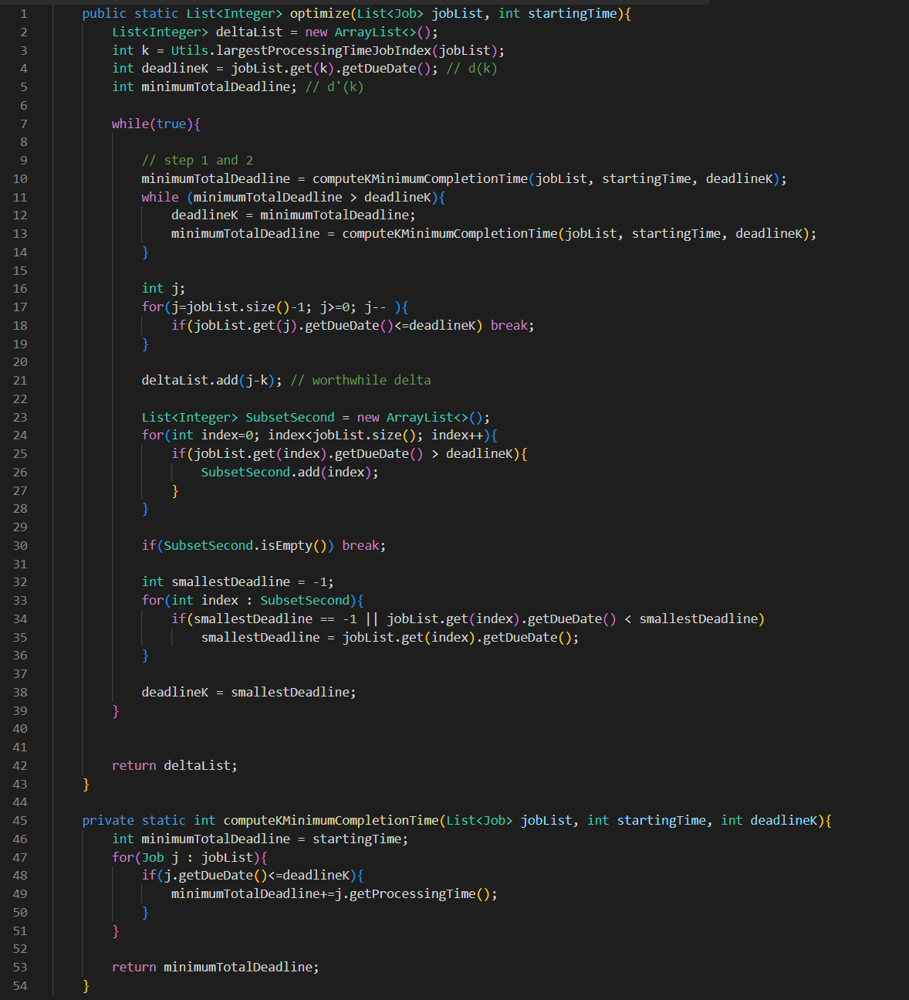 1 public static List<Integer> optimize(List<Job> jobList, int startingTime){
2 List<Integer> deltaList = new ArrayList<>();
3 int k = Utils.largestProcessingTimeJobIndex(jobList);
4 int deadlineK = jobList.get(k).getDueDate(); // d(k)
5 int minimumTotalDeadline; // d'(k)
6
7 while(true){
8
9 // step 1 and 2
10 minimumTotalDeadline = computeKMinimumCompletionTime(jobList, startingTime, deadlineK);
11 while (minimumTotalDeadline > deadlineK){
12 deadlineK = minimumTotalDeadline;
13 minimumTotalDeadline = computeKMinimumCompletionTime(jobList, startingTime, deadlineK);
14 }
15
16 int j;
17 for(j=jobList.size()-1; j>=0; j-- ){
18 if(jobList.get(j).getDueDate()<=deadlineK) break;
19 }
20
21 deltaList.add(j-k); // worthwhile delta
22
23 List<Integer> SubsetSecond = new ArrayList<>();
24 for(int index=0; index<jobList.size(); index++){
25 if(jobList.get(index).getDueDate() > deadlineK){
26 SubsetSecond.add(index);
27 }
28 }
29
30 if(SubsetSecond.isEmpty()) break;
31
32 int smallestDeadline = -1;
33 for(int index : SubsetSecond){
34 if(smallestDeadline == -1 || jobList.get(index).getDueDate() < smallestDeadline)
35 smallestDeadline = jobList.get(index).getDueDate();
36 }
37
38 deadlineK = smallestDeadline;
39 }
40
41
42 return deltaList;
43 }
44
45 private static int computeKMinimumCompletionTime(List<Job> jobList, int startingTime, int deadlineK){
46 int minimumTotalDeadline = startingTime;
47 for(Job j : jobList){
48 if(j.getDueDate()<=deadlineK){
49 minimumTotalDeadline+=j.getProcessingTime();
50 }
51 }
52
53 return minimumTotalDeadline;
54 }